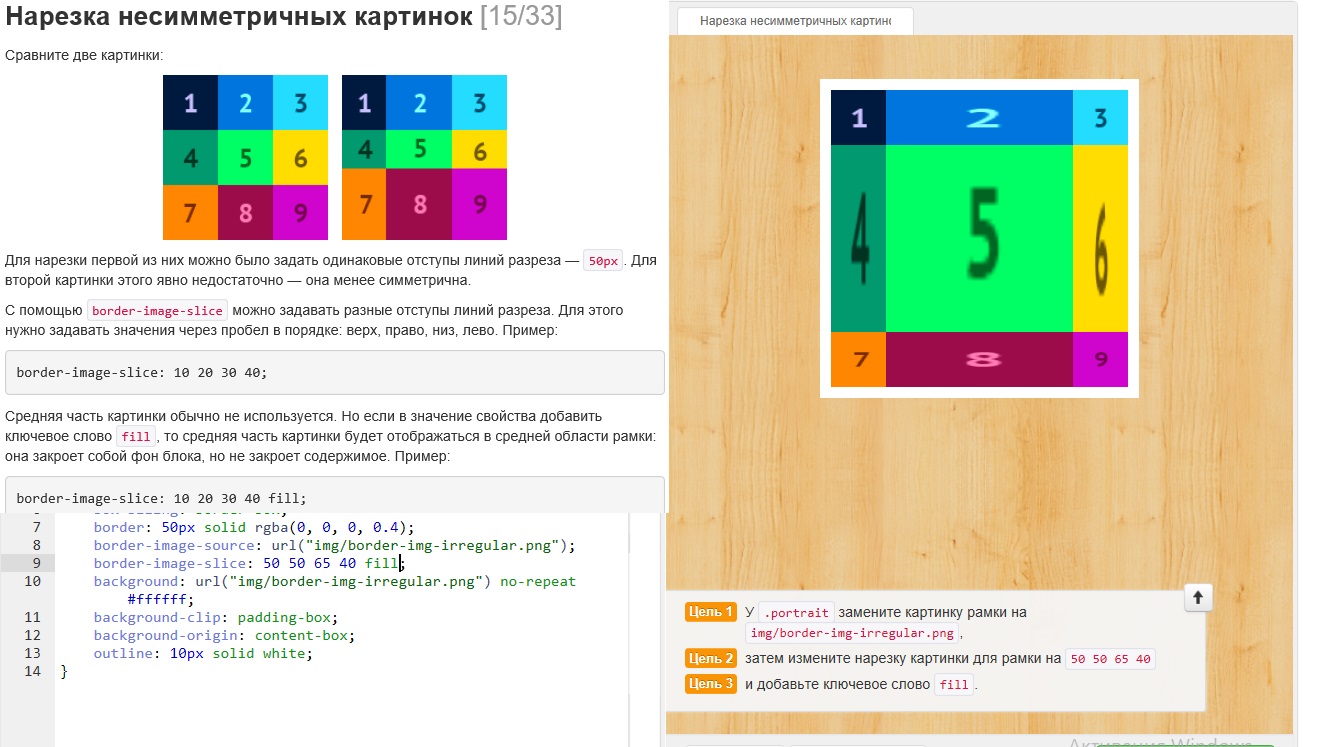 Нарезка несимметричных картинок [15/33]
Сравните две картинки:
1 2 3 1 2 3
4 5 6 4 5 6
7 8 9 7 8 9
Для нарезки первой из них можно было задать одинаковые отступы линий разреза — 50px. Для
второй картинки этого явно недостаточно — она менее симметрична.
С помощью border-image-slice можно задавать разные отступы линий разреза. Для этого
нужно задавать значения через пробел в порядке: верх, право, низ, лево. Пример:
border-image-slice: 10 20 30 40;
Средняя часть картинки обычно не используется. Но если в значение свойства добавить
ключевое слово fill, то средняя часть картинки будет отображаться в средней области рамки:
она закроет собой фон блока, но не закроет содержимое. Пример:
border-image-slice: 10 20 30 40 fill;
7 border: 50px solid rgba(0, 0, 0, 0.4);
8 border-image-source: url("img/border-img-irregular.png");
9 border-image-slice: 50 50 65 40 fill;
10 background: url("img/border-img-irregular.png") no-repeat
#ffffff;
11 background-clip: padding-box;
12 background-origin: content-box;
13 outline: 10px solid white;
14 }
Нарезка несимметричных картин
1 2 3
4 5 6
7 8 9
Цель 1 У .portrait замените картинку рамки на
img/border-img-irregular.png,
Цель 2 затем измените нарезку картинки для рамки на 50 50 65 40
Цель 3 и добавьте ключевое слово fill.